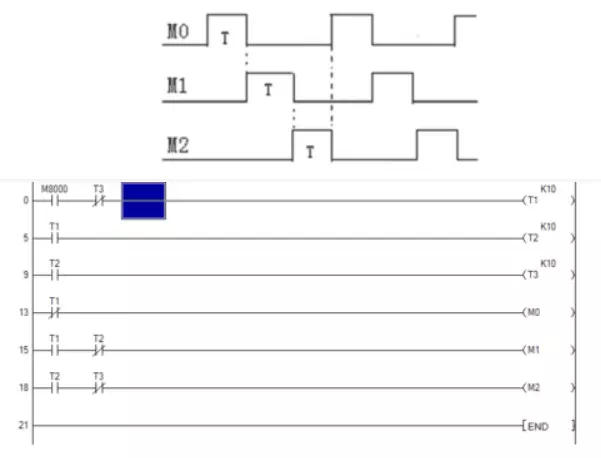 M0 T
M1 T
M2 T
M8000 T3 K10
0 (T1 )
T1 K10
5 (T2 )
T2 K10
9 (T3 )
T1
13 (M0 )
T1 T2
15 (M1 )
T2 T3
18 (M2 )
21 [END ]